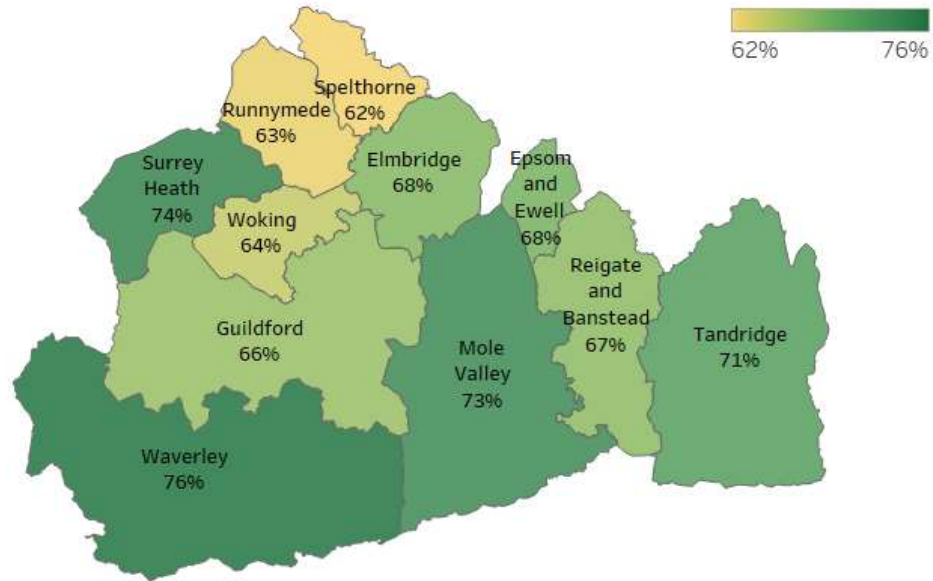 62%
76%
Spelthorne
62%
Runnymede
63%
Elmbridge
68%
Epsom
and
Ewell
68%
Surrey
Heath
74%
Woking
64%
Reigate
and
Banstead
67%
Guildford
66%
Mole
Valley
73%
Tandridge
71%
Waverley
76%